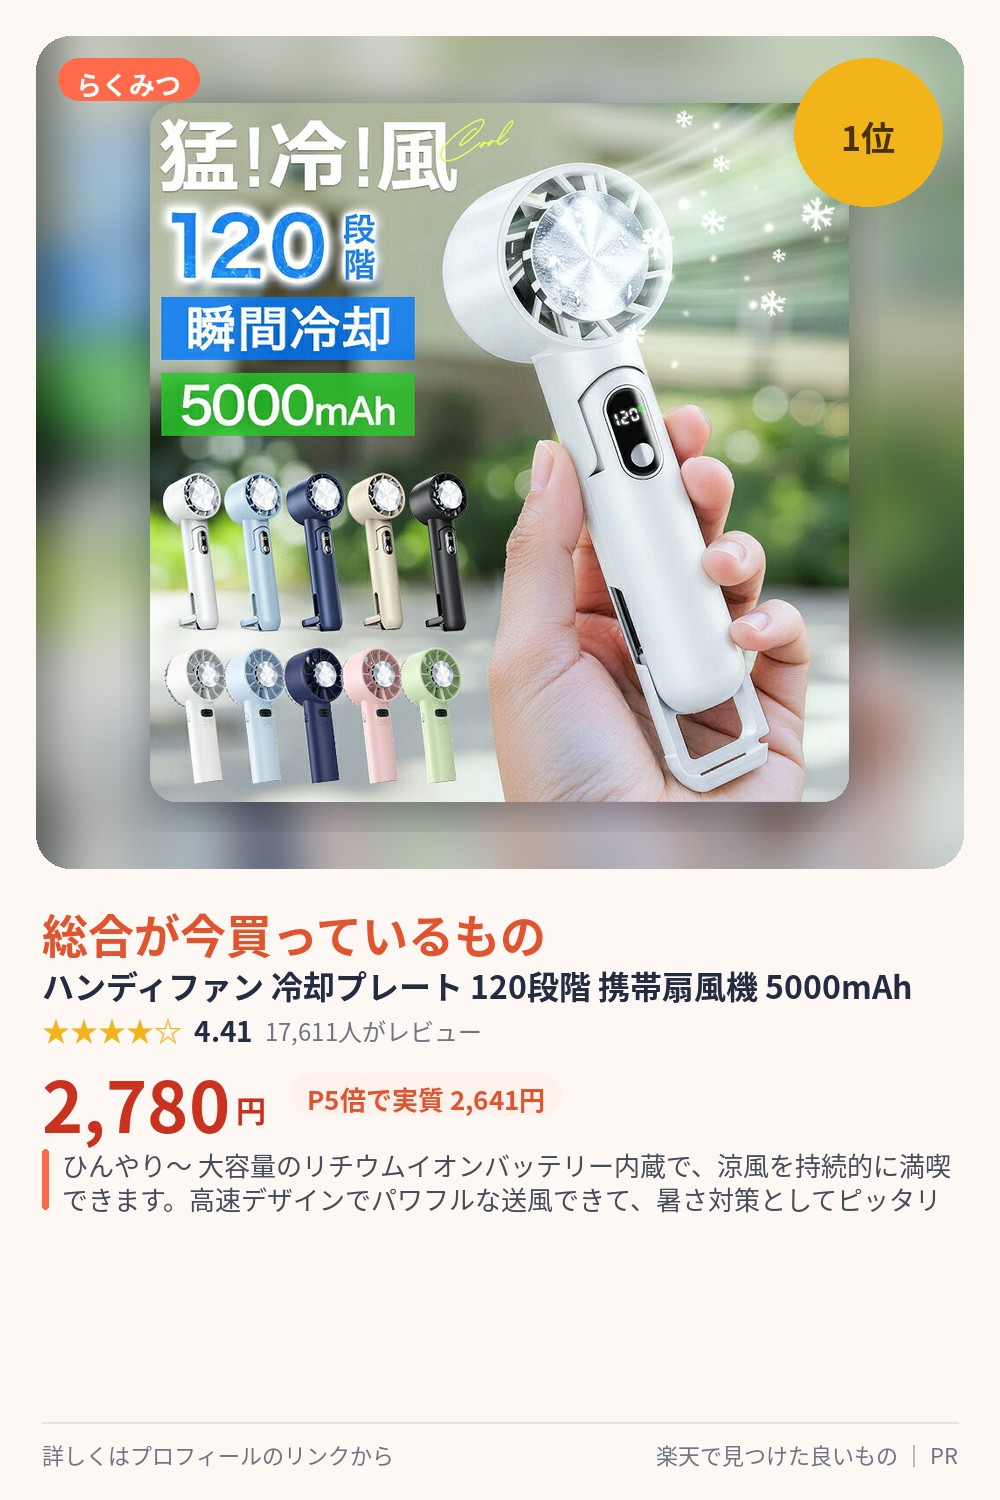 らくみつ
1位
猛!冷!風
Cool
120段階
瞬間冷却
5000mAh
120
総合が今買っているもの
ハンディファン 冷却プレート 120段階 携帯扇風機 5000mAh
★★★★☆ 4.41 17,611人がレビュー
2,780円 P5倍で実質 2,641円
ひんやり～ 大容量のリチウムイオンバッテリー内蔵で、涼風を持続的に満喫
できます。高速デザインでパワフルな送風できて、暑さ対策としてピッタリ
詳しくはプロフィールのリンクから
楽天で見つけた良いもの | PR